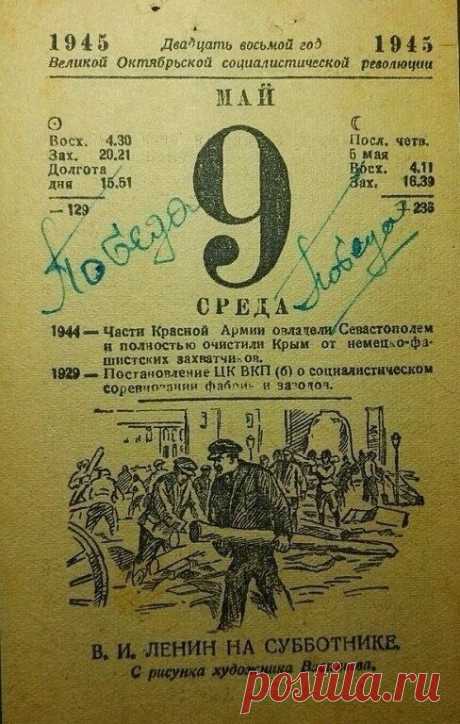 1945 Двадцать восьмой год 1945
Великой Октябрьской социалистической революции
МАЙ
Восх. 4.30
Зах. 20.21
Долгота
дня 15.51
— 129
9
Посл. четв.
5 мая
Восх. 4.11
Зах. 16.39
+ 236
Победа
Победа
СРЕДА
1944 — Части Красной Армии овладели Севастополем
и полностью очистили Крым от немецко-фа-
шистских захватчиков.
1929 — Постановление ЦК ВКП (б) о социалистическом
соревновании фабрик и заводов.
В. И. ЛЕНИН НА СУББОТНИКЕ.
С рисунка художника
postila.ru